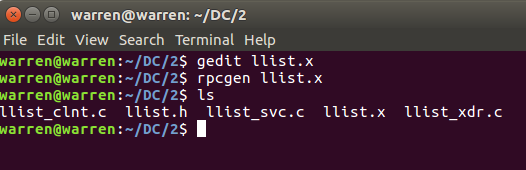 warren@warren: ~/DC/2
File Edit View Search Terminal Help
warren@warren:~/DC/2$ gedit llist.x
warren@warren:~/DC/2$ rpcgen llist.x
warren@warren:~/DC/2$ ls
llist_clnt.c  llist.h  llist_svc.c  llist.x  llist_xdr.c
warren@warren:~/DC/2$